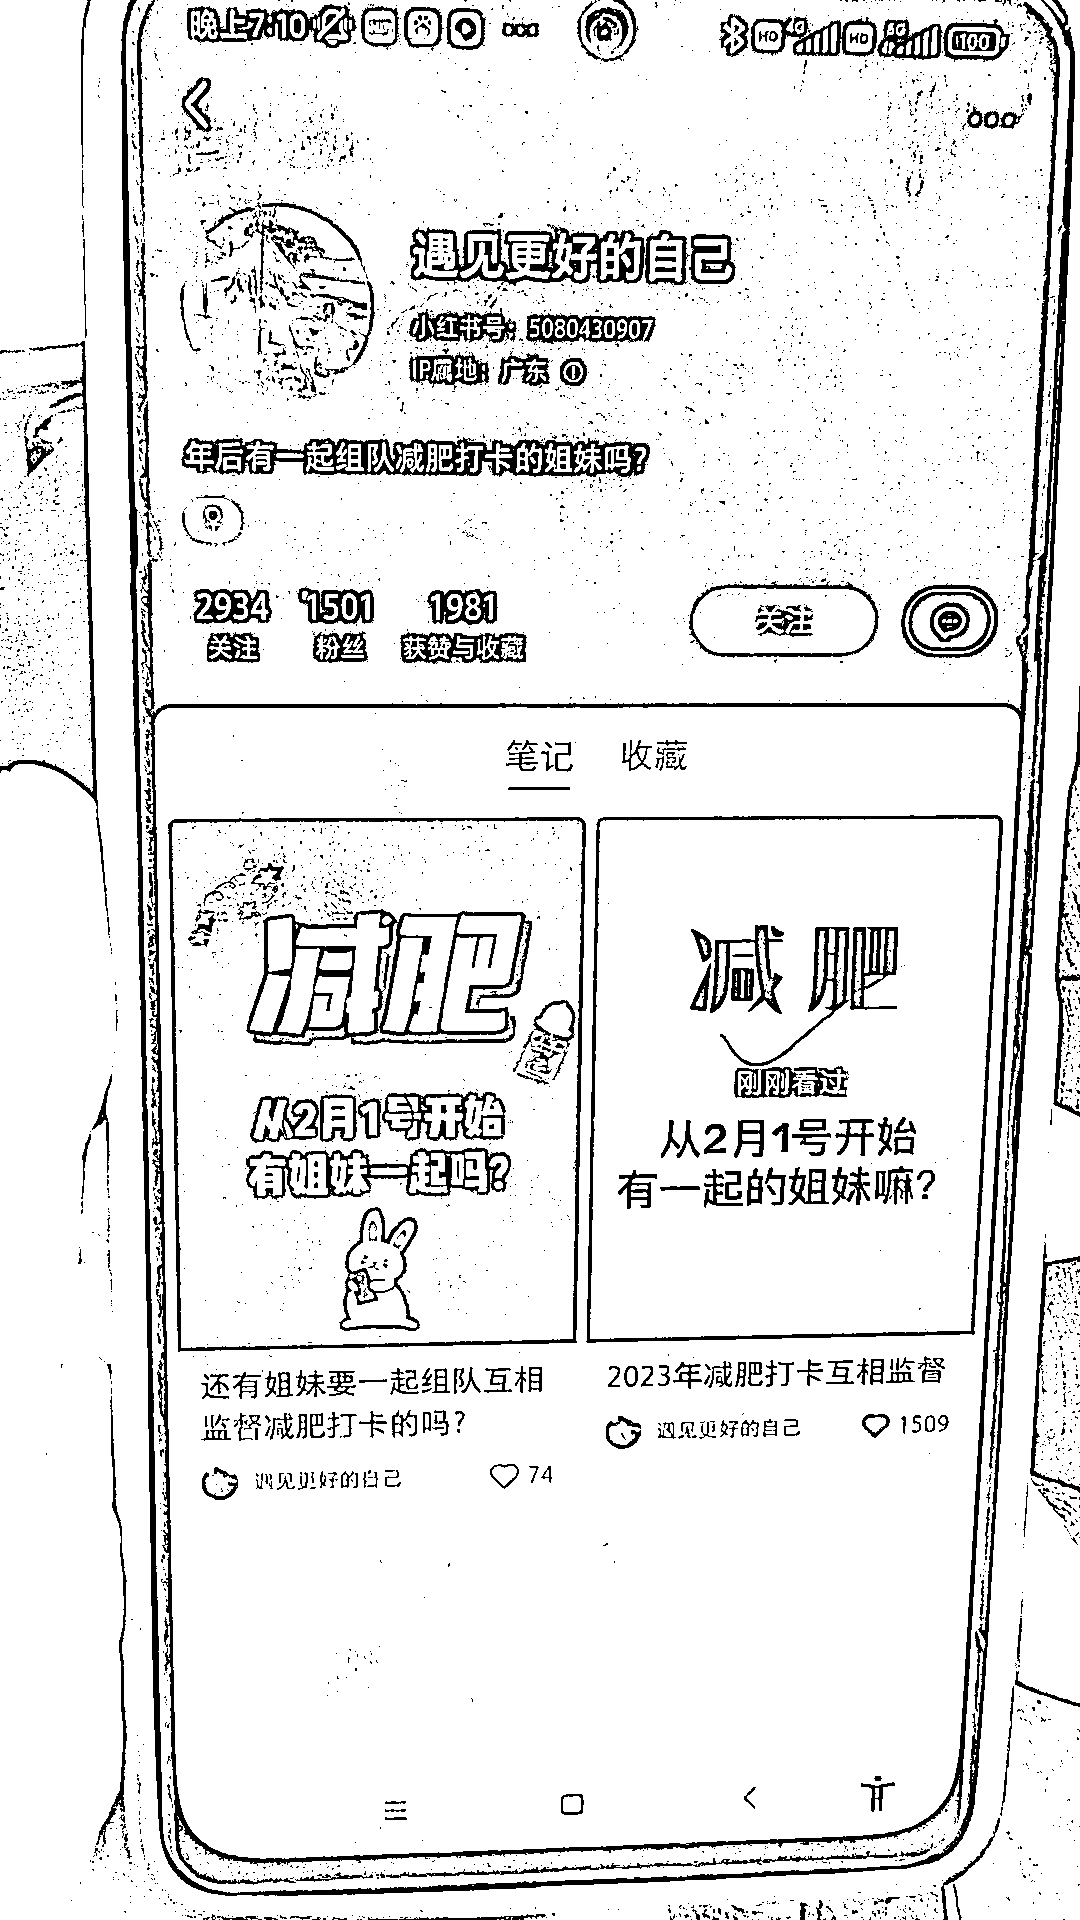 晚上7:10
HD
HD
100
遇见更好的自己
小红书号：5080430907
IP属地：广东
年后有一起组队减肥打卡的姐妹吗？
2934 1501 1981
关注 粉丝 获赞与收藏
关注
笔记 收藏
减肥
从2月1号开始
有姐妹一起吗？
减肥
刚刚看过
从2月1号开始
有一起的姐妹嘛？
还有姐妹要一起组队互相
监督减肥打卡的吗？
遇见更好的自己 74
2023年减肥打卡互相监督
遇见更好的自己 1509